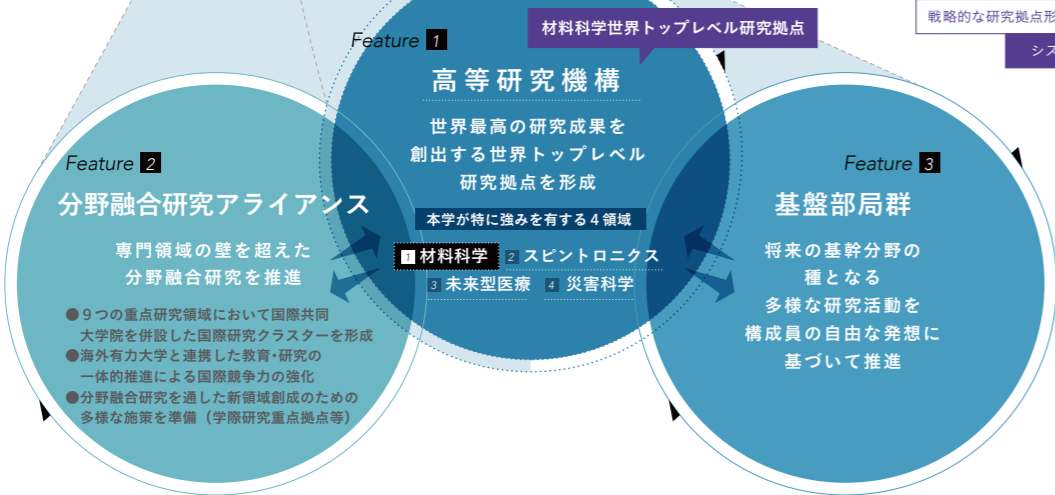 戦略的な研究拠点形
シス
材料科学世界トップレベル研究拠点
Feature 1
高等研究機構
世界最高の研究成果を
創出する世界トップレベル
研究拠点を形成
本学が特に強みを有する4領域
1 材料科学 2 スピントロニクス
3 未来型医療 4 災害科学
Feature 2
分野融合研究アライアンス
専門領域の壁を超えた
分野融合研究を推進
●9つの重点研究領域において国際共同
大学院を併設した国際研究クラスターを形成
●海外有力大学と連携した教育・研究の
一体的推進による国際競争力の強化
●分野融合研究を通した新領域創成のための
多様な施策を準備（学際研究重点拠点等）
Feature 3
基盤部局群
将来の基幹分野の
種となる
多様な研究活動を
構成員の自由な発想に
基づいて推進